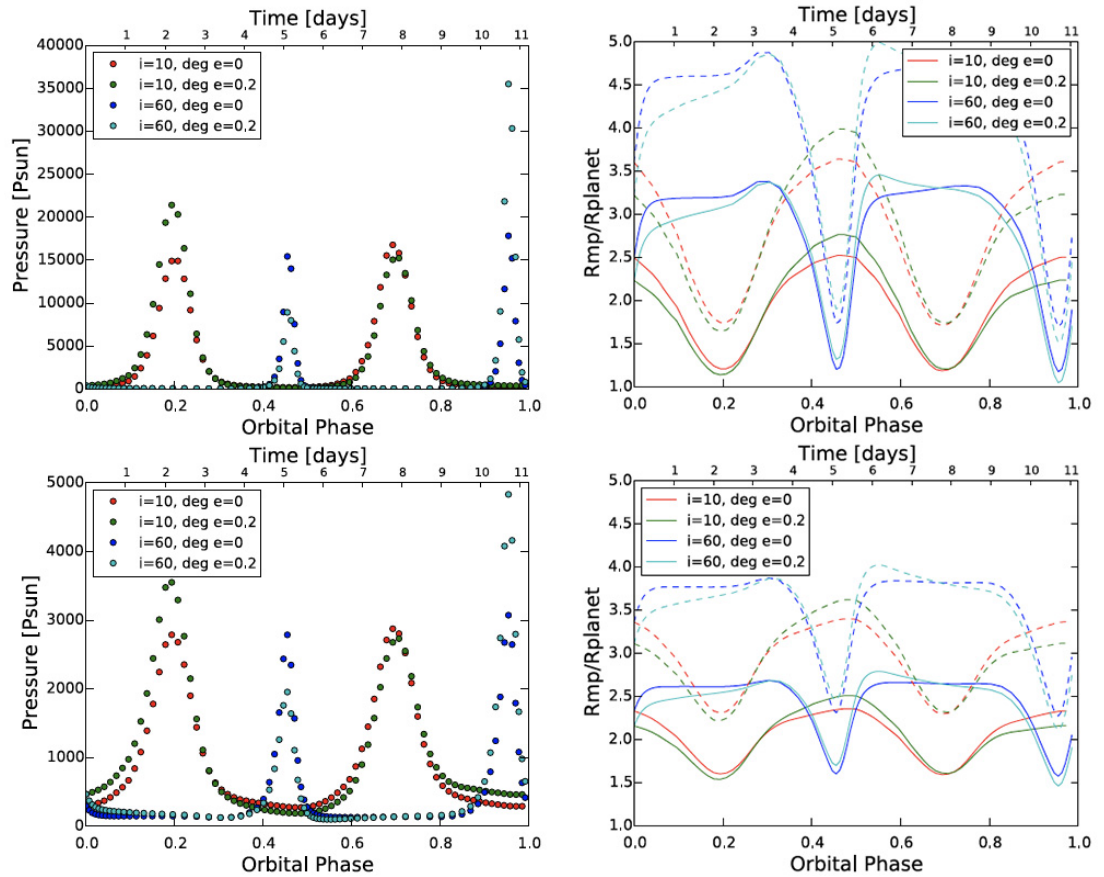 Time [days]
1 2 3 4 5 6 7 8 9 10 11
40000
35000
30000
25000
20000
15000
10000
5000
0
Pressure [Psun]
i=10, deg e=0
i=10, deg e=0.2
i=60, deg e=0
i=60, deg e=0.2
0.0 0.2 0.4 0.6 0.8 1.0
Orbital Phase
Time [days]
1 2 3 4 5 6 7 8 9 10 11
5.0
4.5
4.0
3.5
3.0
2.5
2.0
1.5
1.0
Rmp/Rplanet
i=10, deg e=0
i=10, deg e=0.2
i=60, deg e=0
i=60, deg e=0.2
0.0 0.2 0.4 0.6 0.8 1.0
Orbital Phase
Time [days]
1 2 3 4 5 6 7 8 9 10 11
5000
4000
3000
2000
1000
0
Pressure [Psun]
i=10, deg e=0
i=10, deg e=0.2
i=60, deg e=0
i=60, deg e=0.2
0.0 0.2 0.4 0.6 0.8 1.0
Orbital Phase
Time [days]
1 2 3 4 5 6 7 8 9 10 11
5.0
4.5
4.0
3.5
3.0
2.5
2.0
1.5
1.0
Rmp/Rplanet
i=10, deg e=0
i=10, deg e=0.2
i=60, deg e=0
i=60, deg e=0.2
0.0 0.2 0.4 0.6 0.8 1.0
Orbital Phase